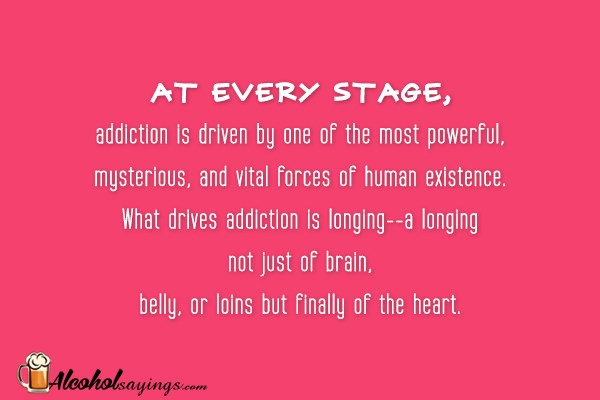 AT EVERY STAGE,
addiction is driven by one of the most powerful,
mysterious, and vital forces of human existence.
What drives addiction is longing--a longing
not just of brain,
belly, or loins but finally of the heart.
Alcoholsayings.com